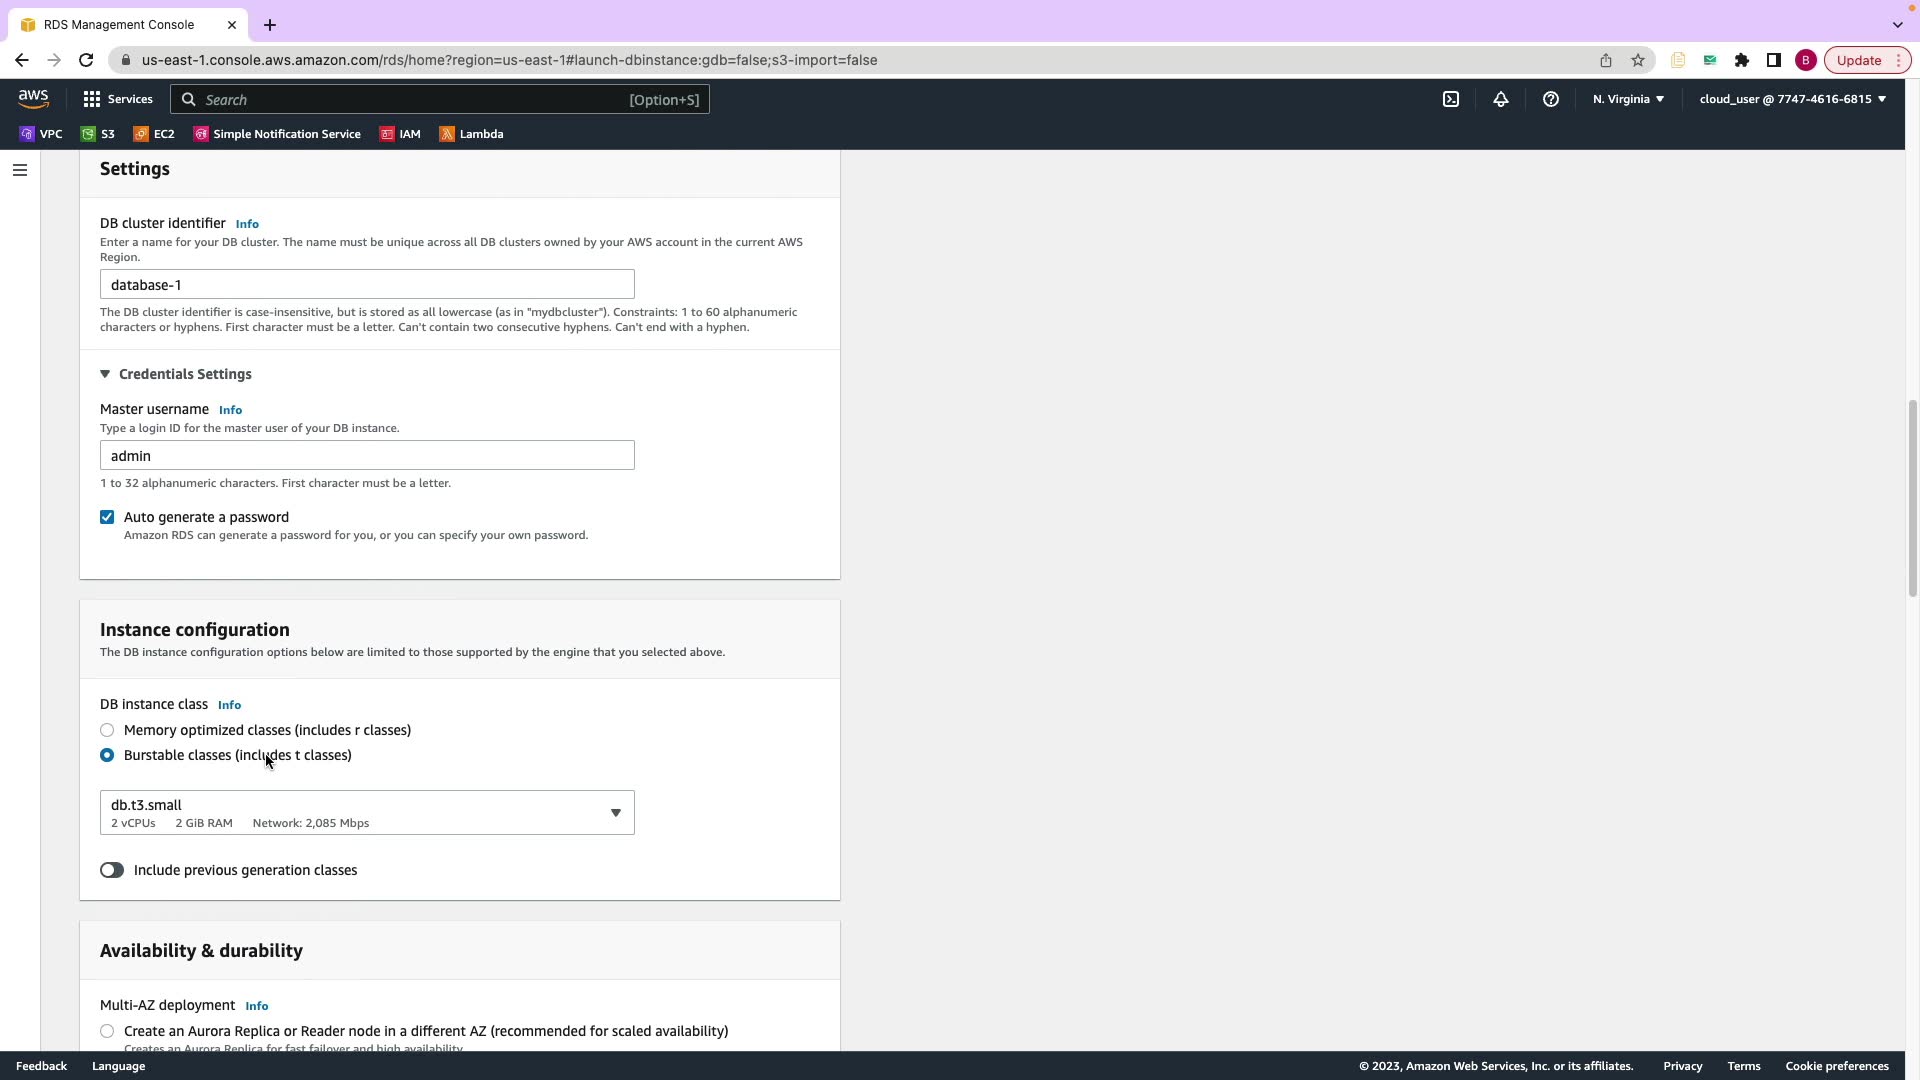 RDS Management Console
us-east-1.console.aws.amazon.com/rds/home?region=us-east-1#launch-dbinstance:gdb=false;s3-import=false
B
Update
aws
Services
Search
[Option+S]
N. Virginia
cloud_user @ 7747-4616-6815
VPC
S3
EC2
Simple Notification Service
IAM
Lambda
Settings
DB cluster identifier Info
Enter a name for your DB cluster. The name must be unique across all DB clusters owned by your AWS account in the current AWS
Region.
database-1
The DB cluster identifier is case-insensitive, but is stored as all lowercase (as in "mydbcluster"). Constraints: 1 to 60 alphanumeric
characters or hyphens. First character must be a letter. Can't contain two consecutive hyphens. Can't end with a hyphen.
Credentials Settings
Master username Info
Type a login ID for the master user of your DB instance.
admin
1 to 32 alphanumeric characters. First character must be a letter.
Auto generate a password
Amazon RDS can generate a password for you, or you can specify your own password.
Instance configuration
The DB instance configuration options below are limited to those supported by the engine that you selected above.
DB instance class Info
Memory optimized classes (includes r classes)
Burstable classes (includes t classes)
db.t3.small
2 vCPUs 2 GiB RAM Network: 2,085 Mbps
Include previous generation classes
Availability & durability
Multi-AZ deployment Info
Create an Aurora Replica or Reader node in a different AZ (recommended for scaled availability)
Creates an Aurora Replica for fast failover and high availability.
Feedback
Language
© 2023, Amazon Web Services, Inc. or its affiliates.
Privacy
Terms
Cookie preferences